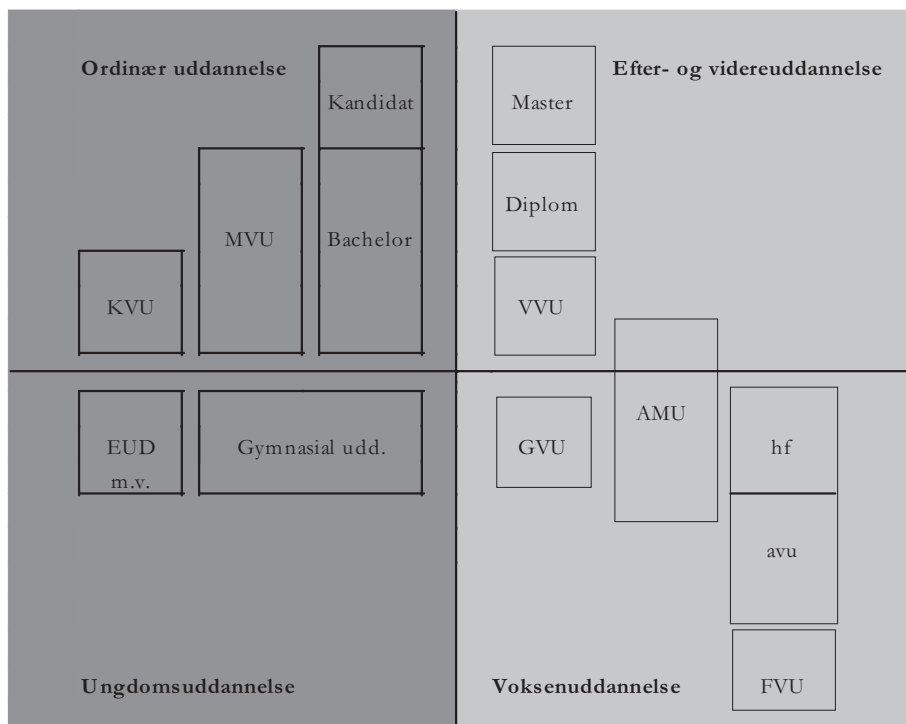 Ordinær uddannelse
Kandidat
MVU
Bachelor
KVU
Efter- og videreuddannelse
Master
Diplom
VVU
EUD
m.v.
Gymnasial udd.
Ungdomsuddannelse
AMU
GVU
hf
avu
FVU
Voksenuddannelse